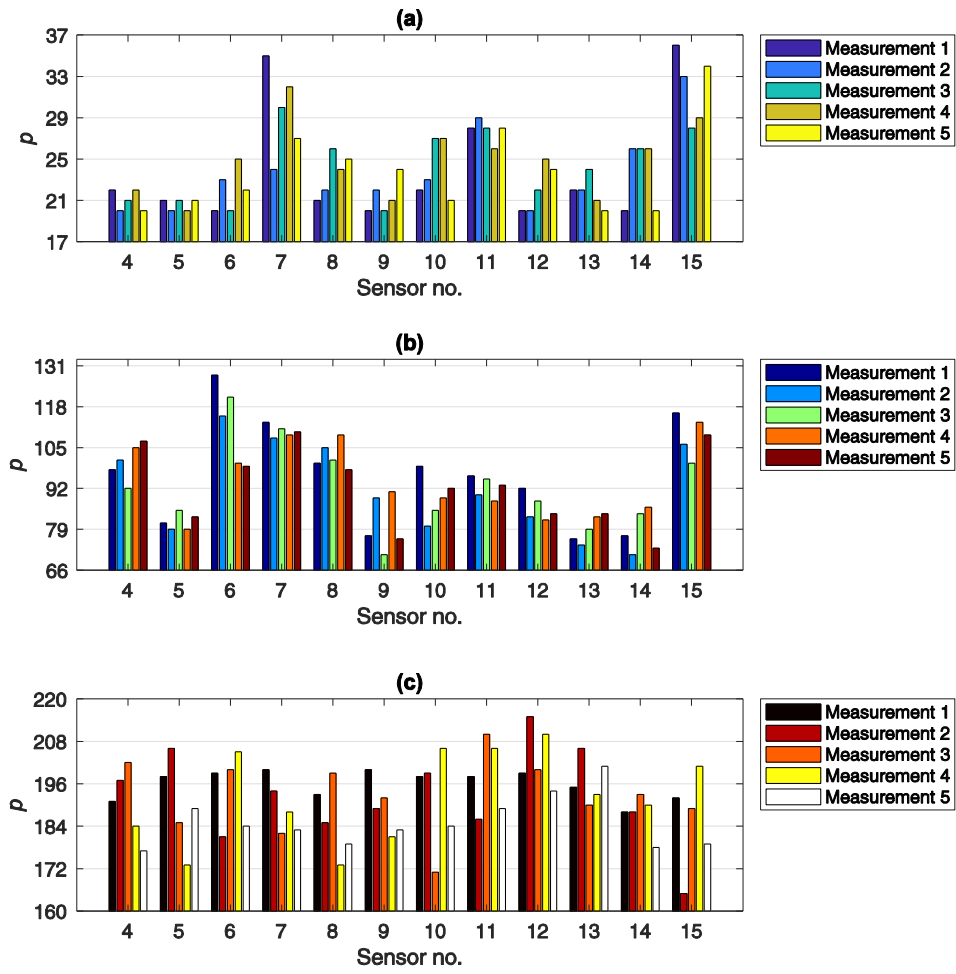 (a)
37
33
29
25
21
17
p
4 5 6 7 8 9 10 11 12 13 14 15
Sensor no.
Measurement 1
Measurement 2
Measurement 3
Measurement 4
Measurement 5
(b)
131
118
105
92
79
66
p
4 5 6 7 8 9 10 11 12 13 14 15
Sensor no.
Measurement 1
Measurement 2
Measurement 3
Measurement 4
Measurement 5
(c)
220
208
196
184
172
160
p
4 5 6 7 8 9 10 11 12 13 14 15
Sensor no.
Measurement 1
Measurement 2
Measurement 3
Measurement 4
Measurement 5